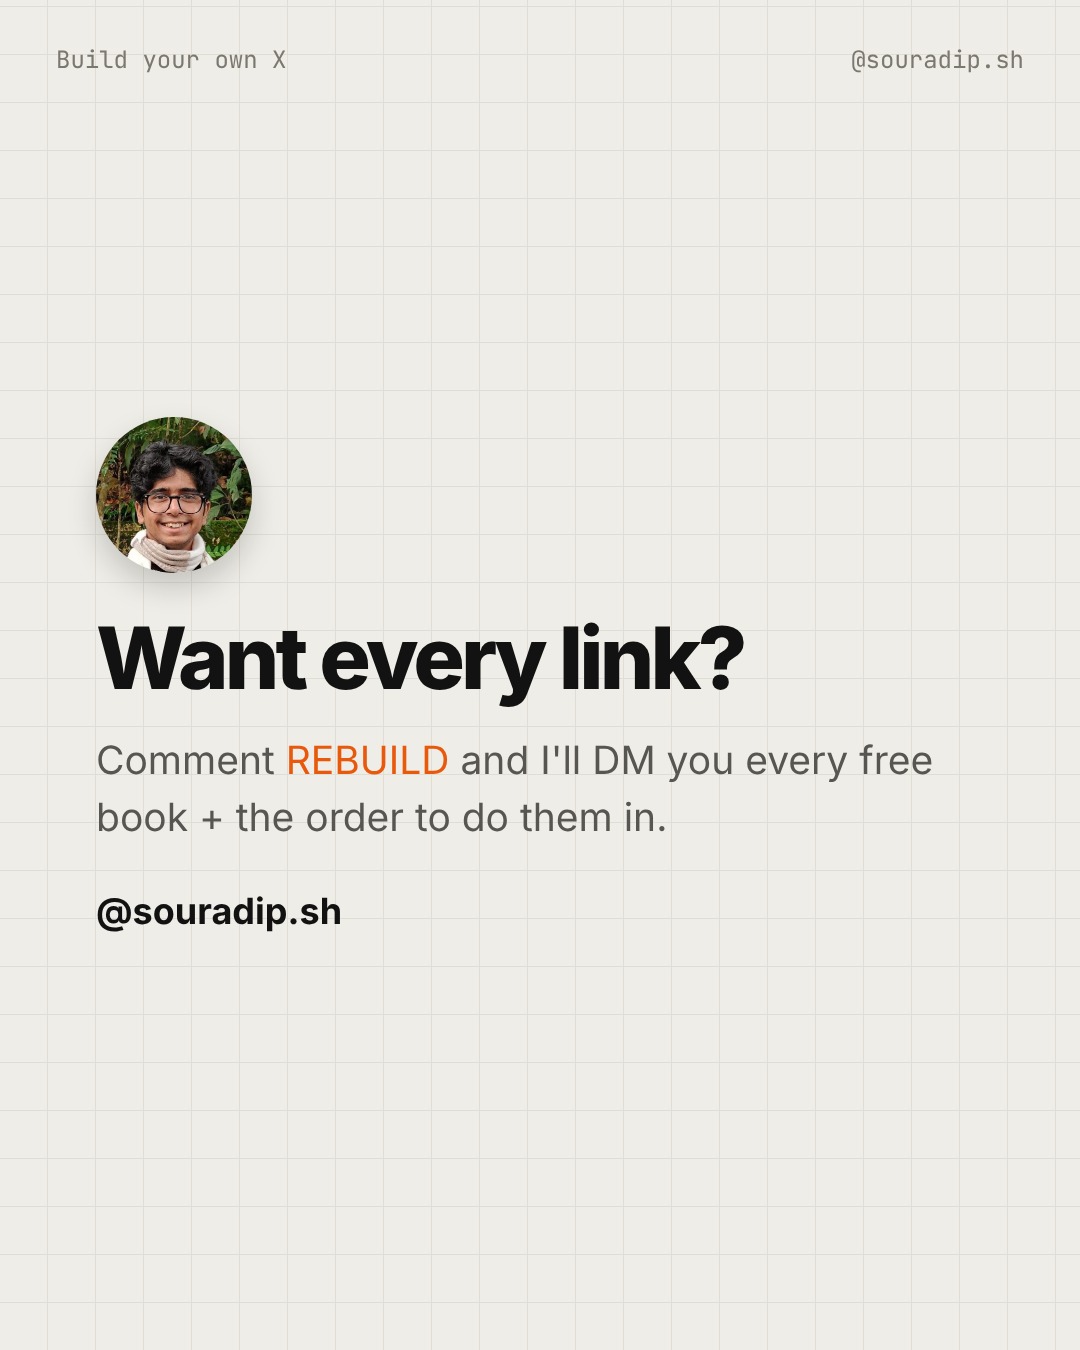 Build your own X
@souradip.sh
Want every link?
Comment REBUILD and I'll DM you every free
book + the order to do them in.
@souradip.sh